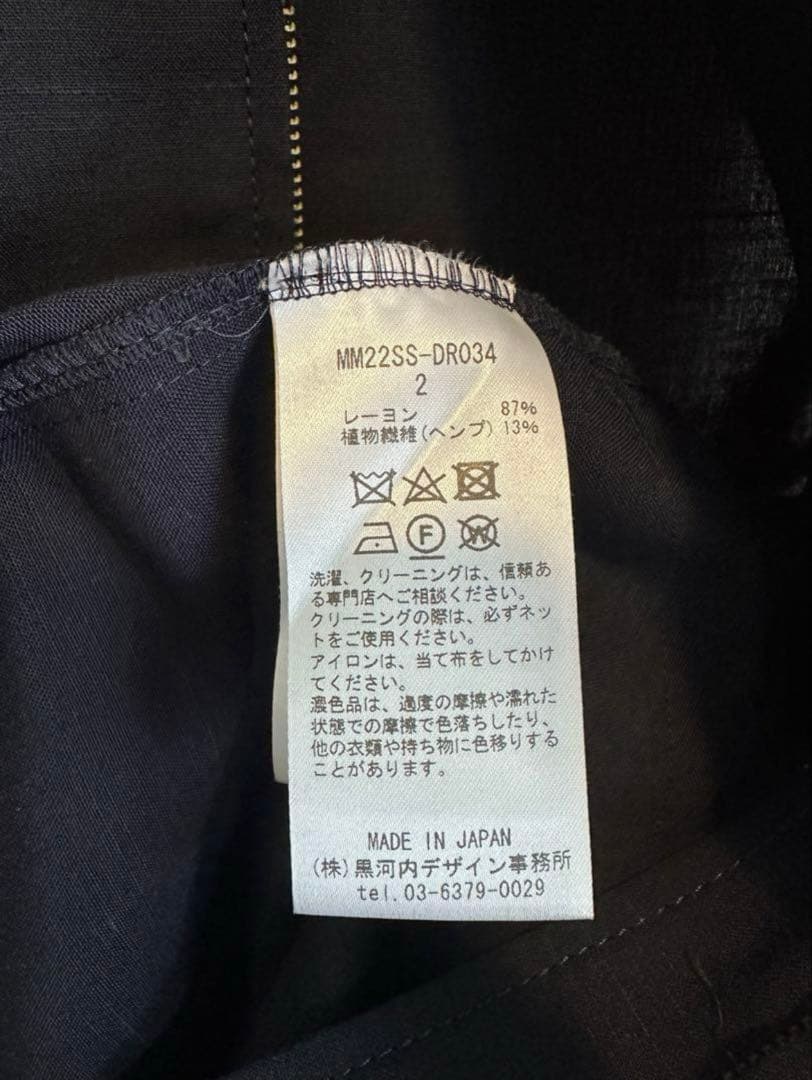 MM22SS-DR034
2
レーヨン 87%
植物繊維(ヘンプ) 13%
F
W
洗濯、クリーニングは、信頼あ
る専門店へご相談ください。
クリーニングの際は、必ずネッ
トをご使用ください。
アイロンは、当て布をしてかけ
てください。
濃色品は、過度の摩擦や濡れた
状態での摩擦で色落ちしたり、
他の衣類や持ち物に色移りする
ことがあります。
MADE IN JAPAN
(株)黒河内デザイン事務所
tel.03-6379-0029